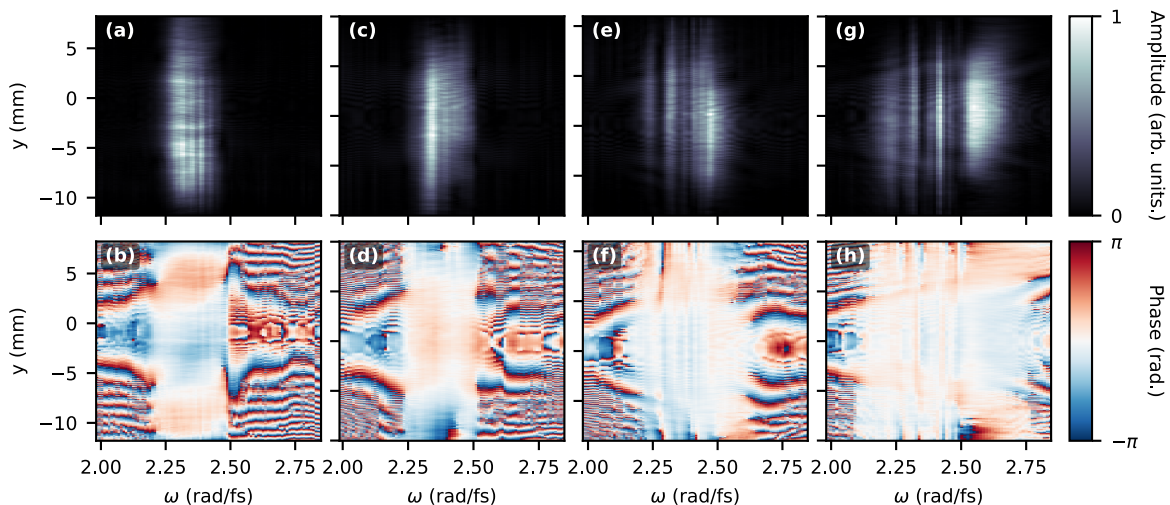 (a) (c) (e) (g)
5
0
−5
−10
y (mm)
1
0
Amplitude (arb. units.)
(b) (d) (f) (h)
5
0
−5
−10
y (mm)
π
−π
Phase (rad.)
2.00 2.25 2.50 2.75 2.00 2.25 2.50 2.75 2.00 2.25 2.50 2.75 2.00 2.25 2.50 2.75
ω (rad/fs) ω (rad/fs) ω (rad/fs) ω (rad/fs)